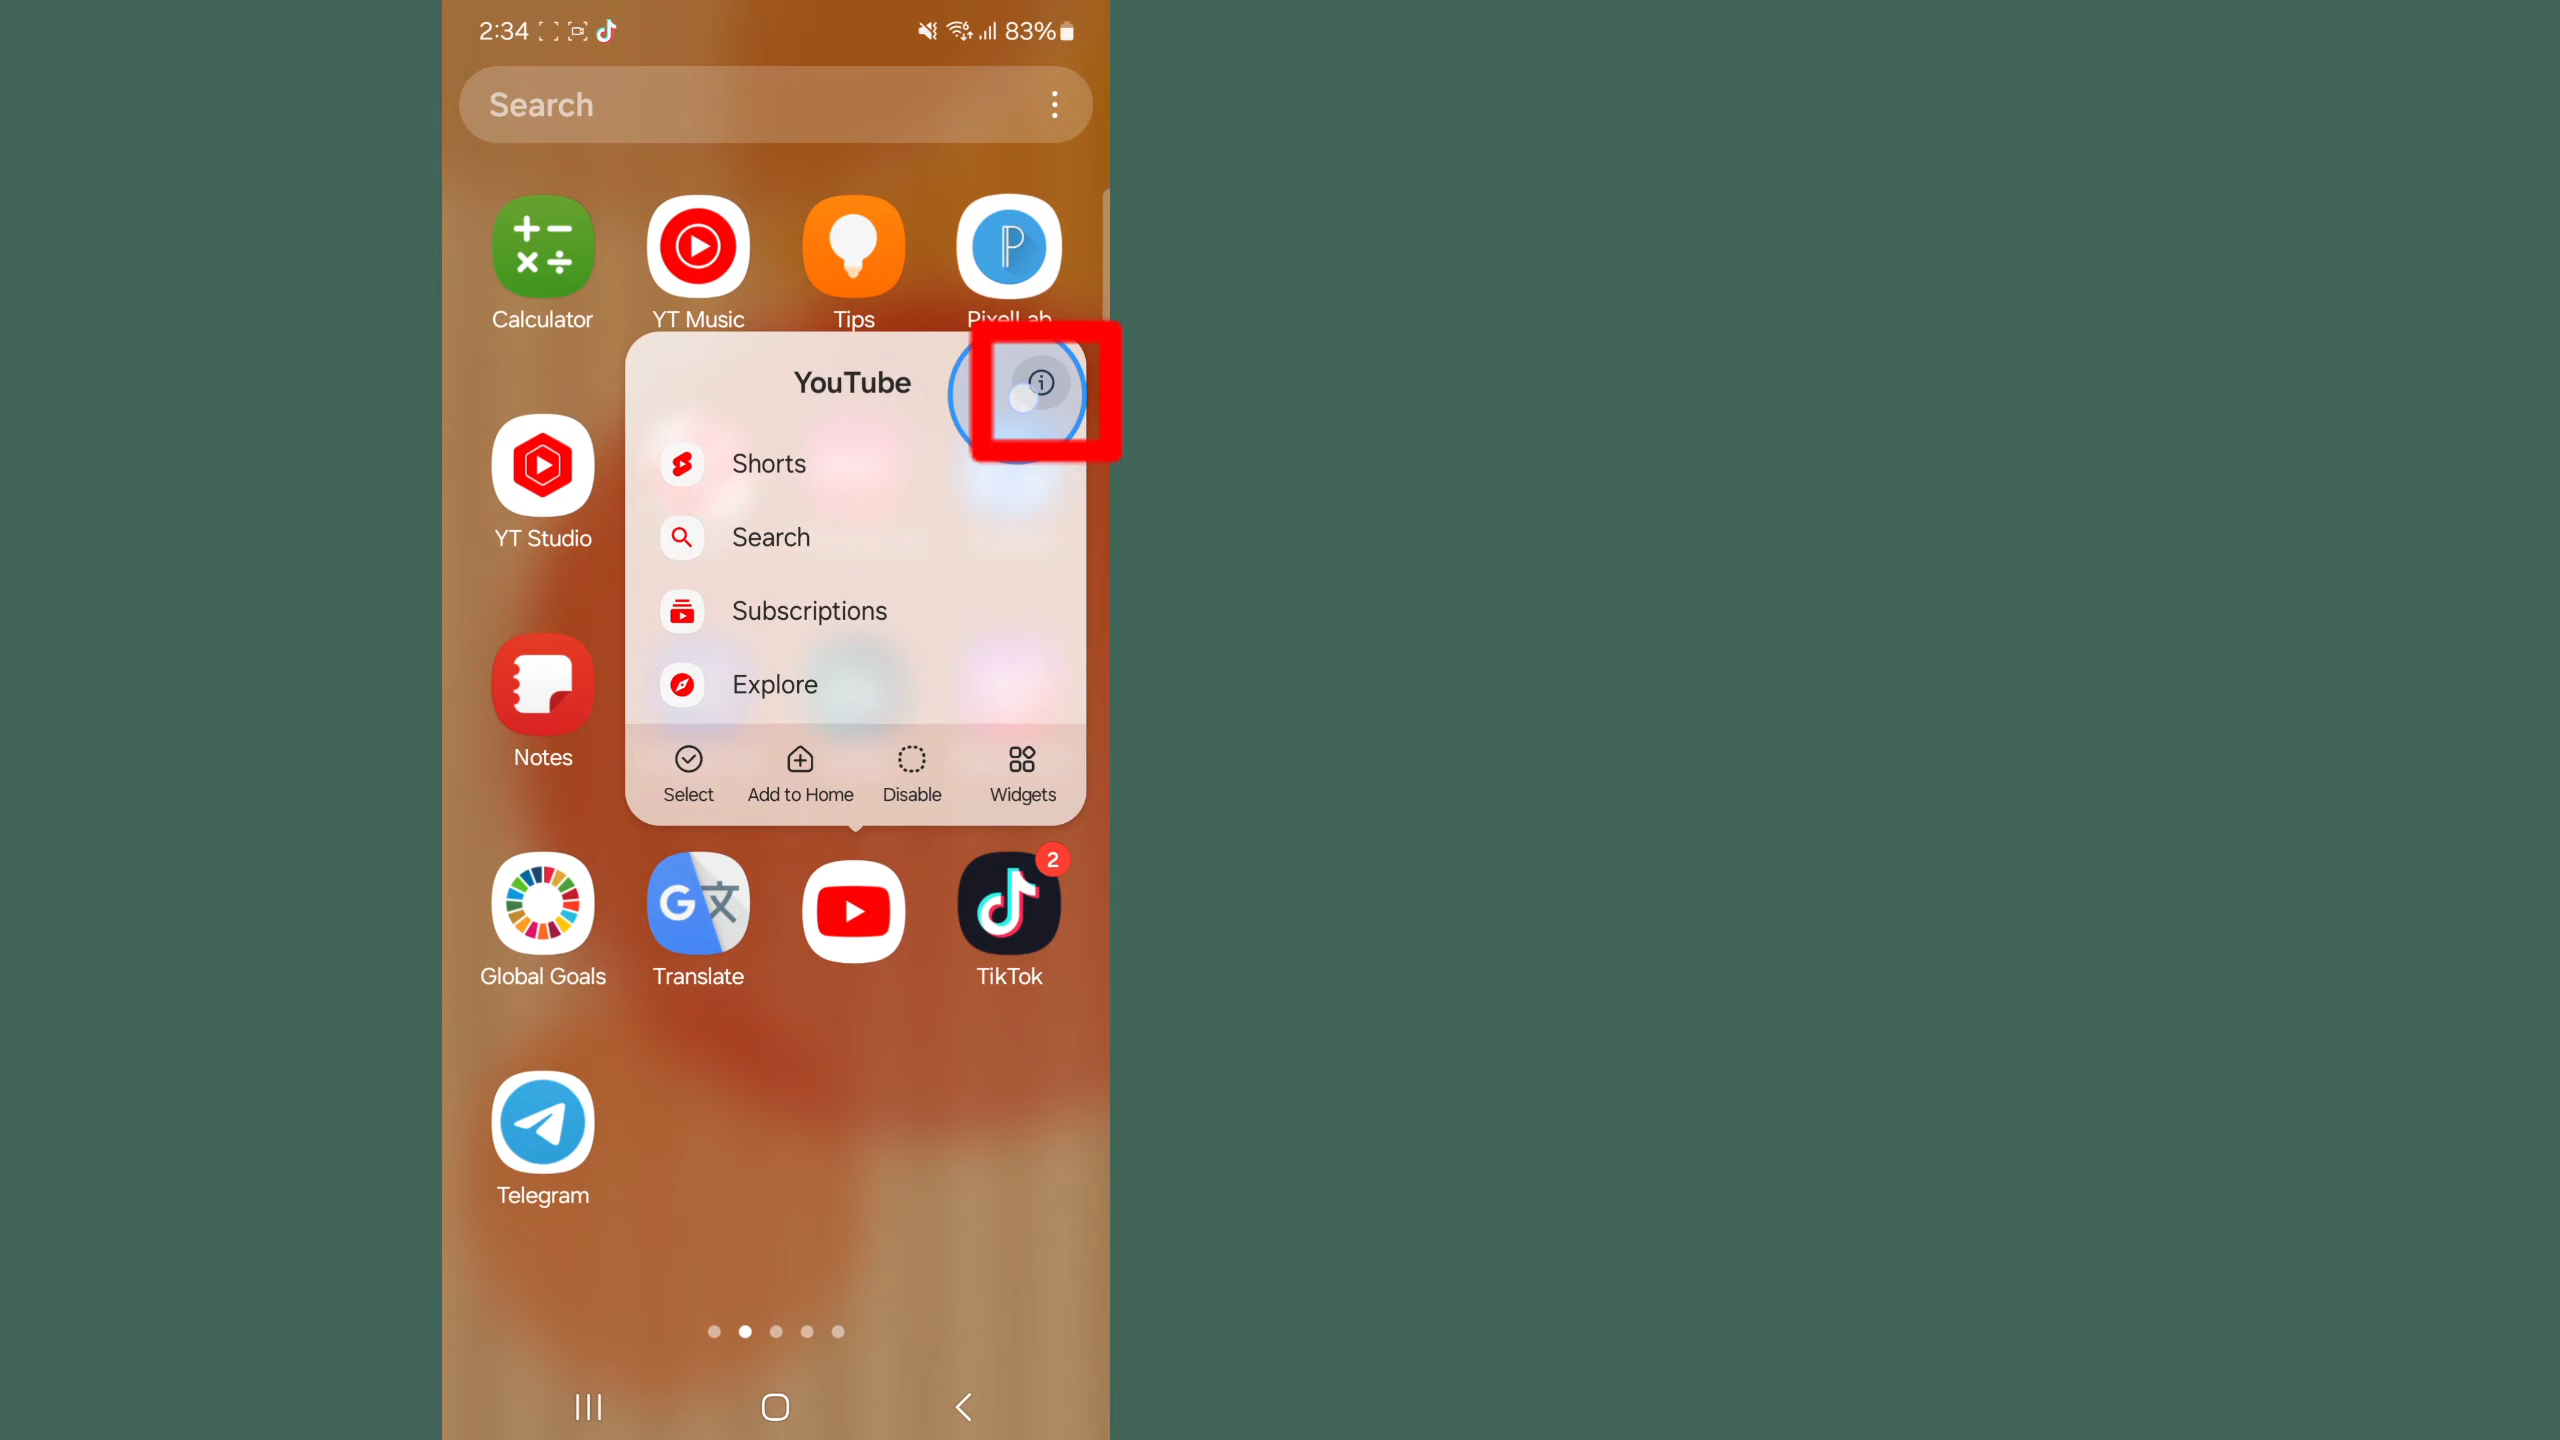 2:34
83%
Search
Calculator
YT Music
Tips
PixelLab
YouTube
Shorts
YT Studio
Search
Subscriptions
Explore
Notes
Select
Add to Home
Disable
Widgets
2
Global Goals
Translate
TikTok
Telegram